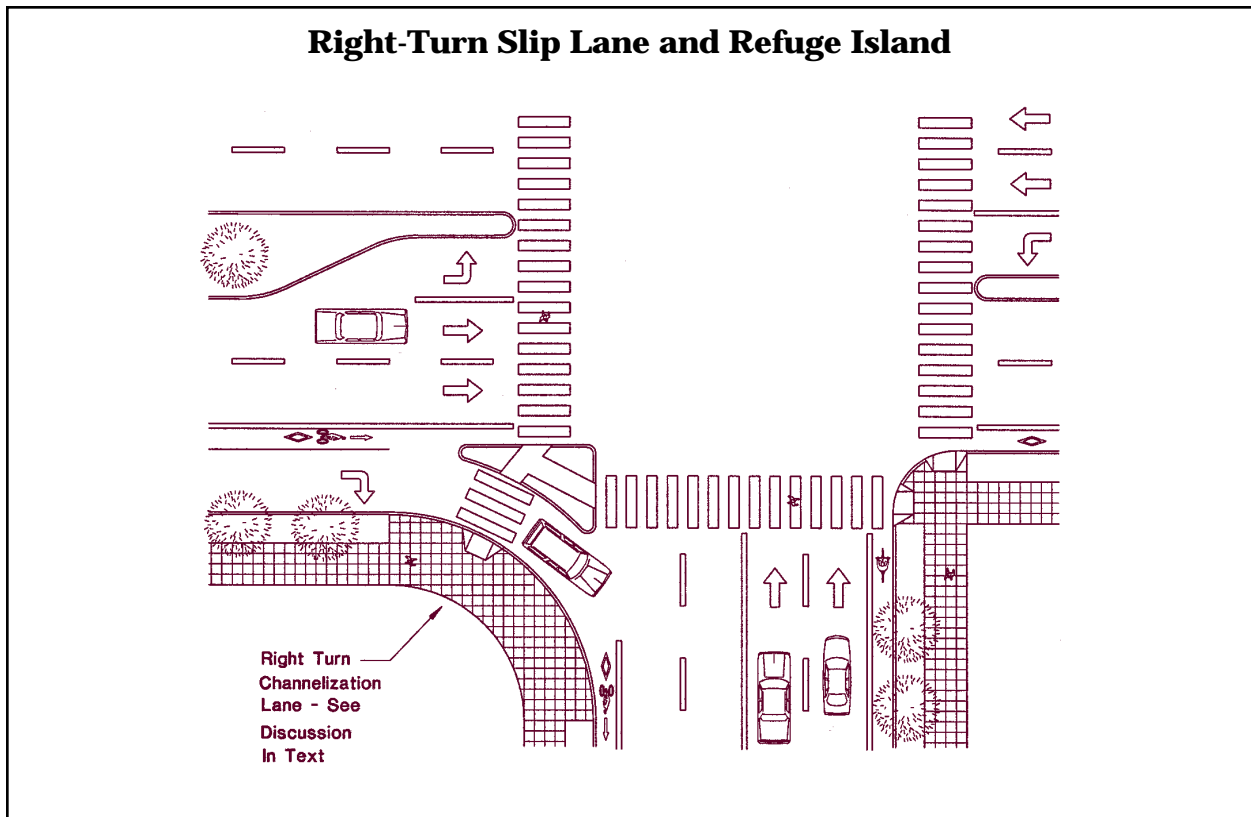 Right-Turn Slip Lane and Refuge Island
Right Turn
Channelization
Lane - See
Discussion
In Text